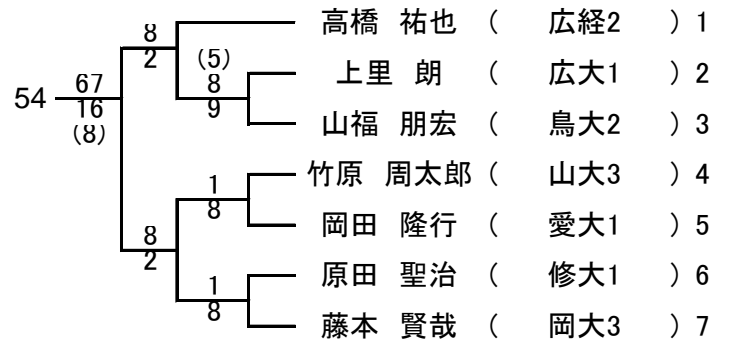 高橋 祐也 ( 広経2 ) 1
8
2
(5)
上里 朗 ( 広大1 ) 2
8
9
54
67
16
(8)
山福 朋宏 ( 鳥大2 ) 3
竹原 周太郎 ( 山大3 ) 4
1
8
岡田 隆行 ( 愛大1 ) 5
8
2
原田 聖治 ( 修大1 ) 6
1
8
藤本 賢哉 ( 岡大3 ) 7